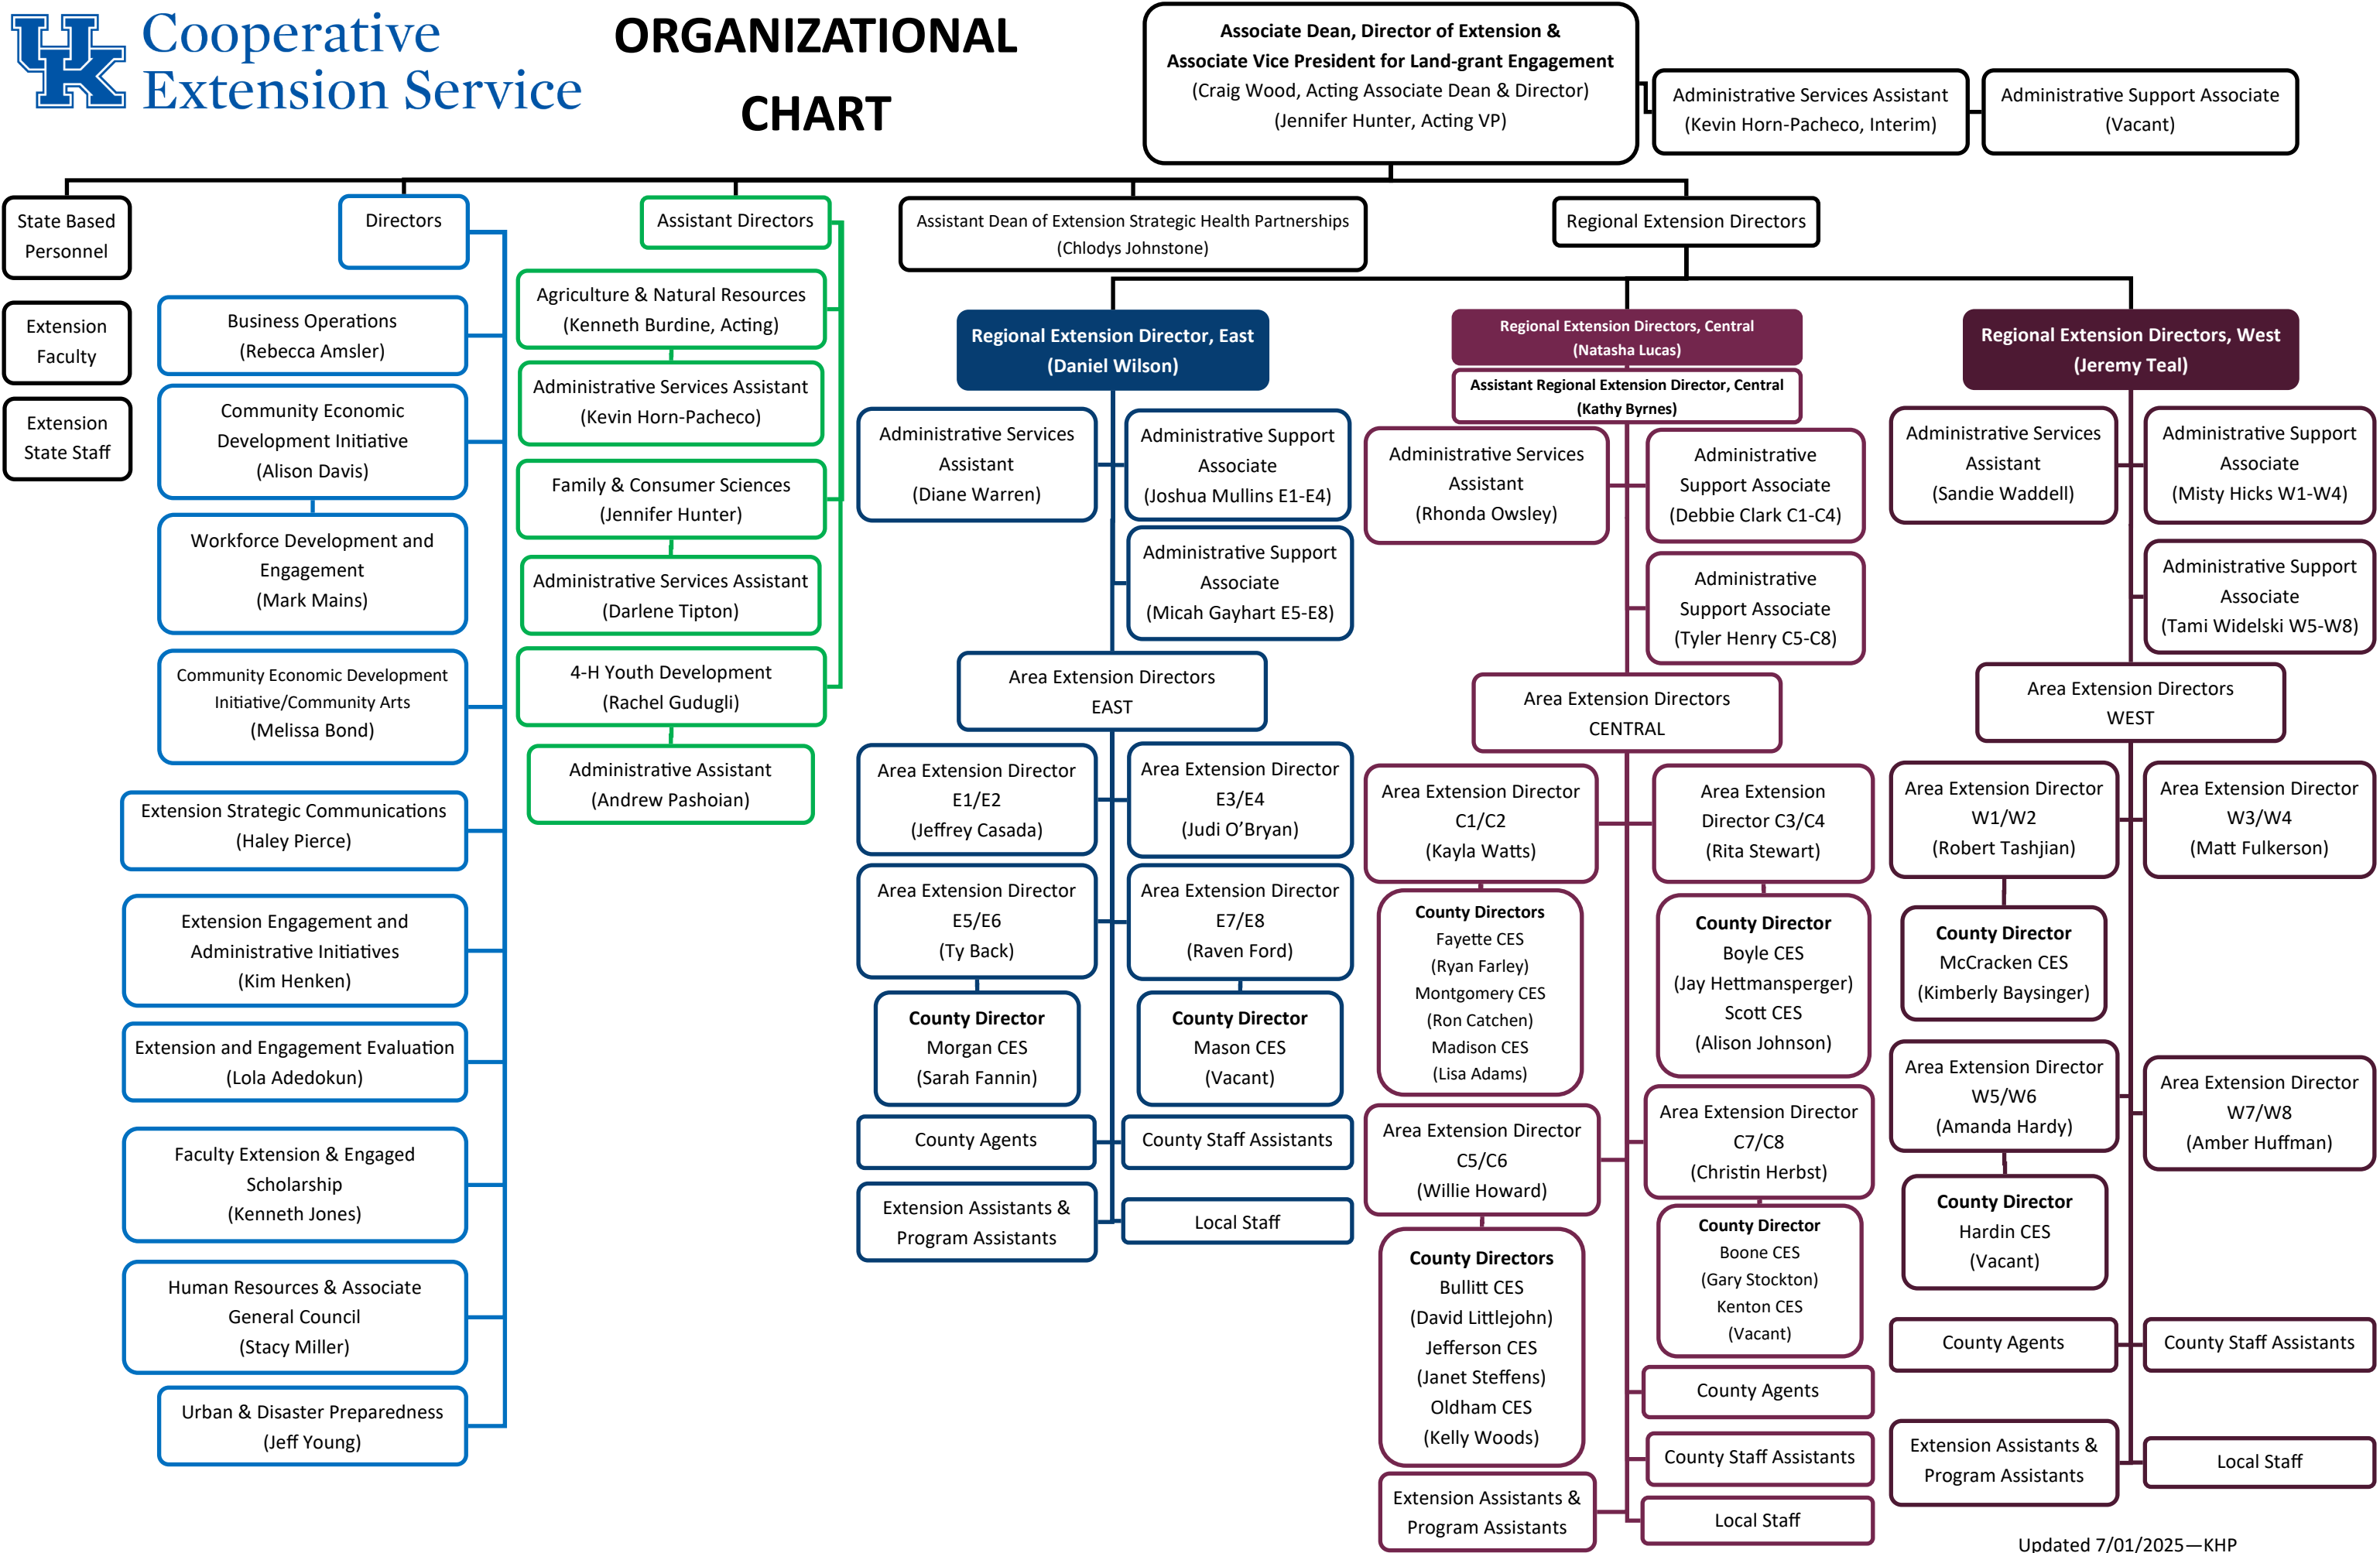 UK
Cooperative
Extension Service
ORGANIZATIONAL
CHART
Associate Dean, Director of Extension &
Associate Vice President for Land-grant Engagement
(Craig Wood, Acting Associate Dean & Director)
(Jennifer Hunter, Acting VP)
Administrative Services Assistant
(Kevin Horn-Pacheco, Interim)
Administrative Support Associate
(Vacant)
State Based
Personnel
Extension
Faculty
Extension
State Staff
Directors
Business Operations
(Rebecca Amsler)
Community Economic
Development Initiative
(Alison Davis)
Workforce Development and
Engagement
(Mark Mains)
Community Economic Development
Initiative/Community Arts
(Melissa Bond)
Extension Strategic Communications
(Haley Pierce)
Extension Engagement and
Administrative Initiatives
(Kim Henken)
Extension and Engagement Evaluation
(Lola Adedokun)
Faculty Extension & Engaged
Scholarship
(Kenneth Jones)
Human Resources & Associate
General Council
(Stacy Miller)
Urban & Disaster Preparedness
(Jeff Young)
Assistant Directors
Agriculture & Natural Resources
(Kenneth Burdine, Acting)
Administrative Services Assistant
(Kevin Horn-Pacheco)
Family & Consumer Sciences
(Jennifer Hunter)
Administrative Services Assistant
(Darlene Tipton)
4-H Youth Development
(Rachel Gudugli)
Administrative Assistant
(Andrew Pashoian)
Assistant Dean of Extension Strategic Health Partnerships
(Chlodys Johnstone)
Regional Extension Directors
Regional Extension Director, East
(Daniel Wilson)
Administrative Services
Assistant
(Diane Warren)
Administrative Support
Associate
(Joshua Mullins E1-E4)
Administrative Support
Associate
(Micah Gayhart E5-E8)
Area Extension Directors
EAST
Area Extension Director
E1/E2
(Jeffrey Casada)
Area Extension Director
E3/E4
(Judi O’Bryan)
Area Extension Director
E5/E6
(Ty Back)
Area Extension Director
E7/E8
(Raven Ford)
County Director
Morgan CES
(Sarah Fannin)
County Director
Mason CES
(Vacant)
County Agents
County Staff Assistants
Extension Assistants &
Program Assistants
Local Staff
Regional Extension Directors, Central
(Natasha Lucas)
Assistant Regional Extension Director, Central
(Kathy Byrnes)
Administrative Services
Assistant
(Rhonda Owsley)
Administrative
Support Associate
(Debbie Clark C1-C4)
Administrative
Support Associate
(Tyler Henry C5-C8)
Area Extension Directors
CENTRAL
Area Extension Director
C1/C2
(Kayla Watts)
Area Extension
Director C3/C4
(Rita Stewart)
County Directors
Fayette CES
(Ryan Farley)
Montgomery CES
(Ron Catchen)
Madison CES
(Lisa Adams)
County Director
Boyle CES
(Jay Hettmansperger)
Scott CES
(Alison Johnson)
Area Extension Director
C5/C6
(Willie Howard)
Area Extension Director
C7/C8
(Christin Herbst)
County Directors
Bullitt CES
(David Littlejohn)
Jefferson CES
(Janet Steffens)
Oldham CES
(Kelly Woods)
County Director
Boone CES
(Gary Stockton)
Kenton CES
(Vacant)
County Agents
County Staff Assistants
Extension Assistants &
Program Assistants
Local Staff
Regional Extension Directors, West
(Jeremy Teal)
Administrative Services
Assistant
(Sandie Waddell)
Administrative Support
Associate
(Misty Hicks W1-W4)
Administrative Support
Associate
(Tami Widelski W5-W8)
Area Extension Directors
WEST
Area Extension Director
W1/W2
(Robert Tashjian)
Area Extension Director
W3/W4
(Matt Fulkerson)
County Director
McCracken CES
(Kimberly Baysinger)
Area Extension Director
W5/W6
(Amanda Hardy)
Area Extension Director
W7/W8
(Amber Huffman)
County Director
Hardin CES
(Vacant)
County Agents
County Staff Assistants
Extension Assistants &
Program Assistants
Local Staff
Updated 7/01/2025—KHP